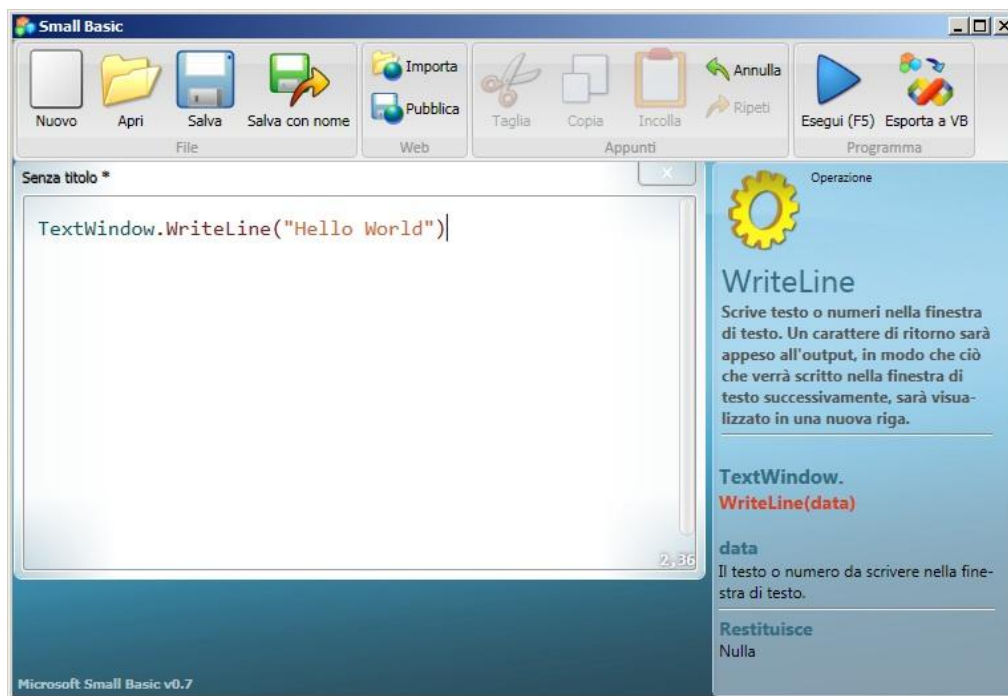 Small Basic
Nuovo
Apri
Salva
Salva con nome
File
Importa
Pubblica
Web
Taglia
Copia
Incolla
Annulla
Ripeti
Appunti
Esegui (F5)
Esporta a VB
Programma
Senza titolo *
TextWindow.WriteLine("Hello World")
2,36
Operazione
WriteLine
Scrive testo o numeri nella finestra
di testo. Un carattere di ritorno sarà
appeso all'output, in modo che ciò
che verrà scritto nella finestra di
testo successivamente, sarà visua-
lizzato in una nuova riga.
TextWindow.
WriteLine(data)
data
Il testo o numero da scrivere nella fine-
stra di testo.
Restituisce
Nulla
Microsoft Small Basic v0.7